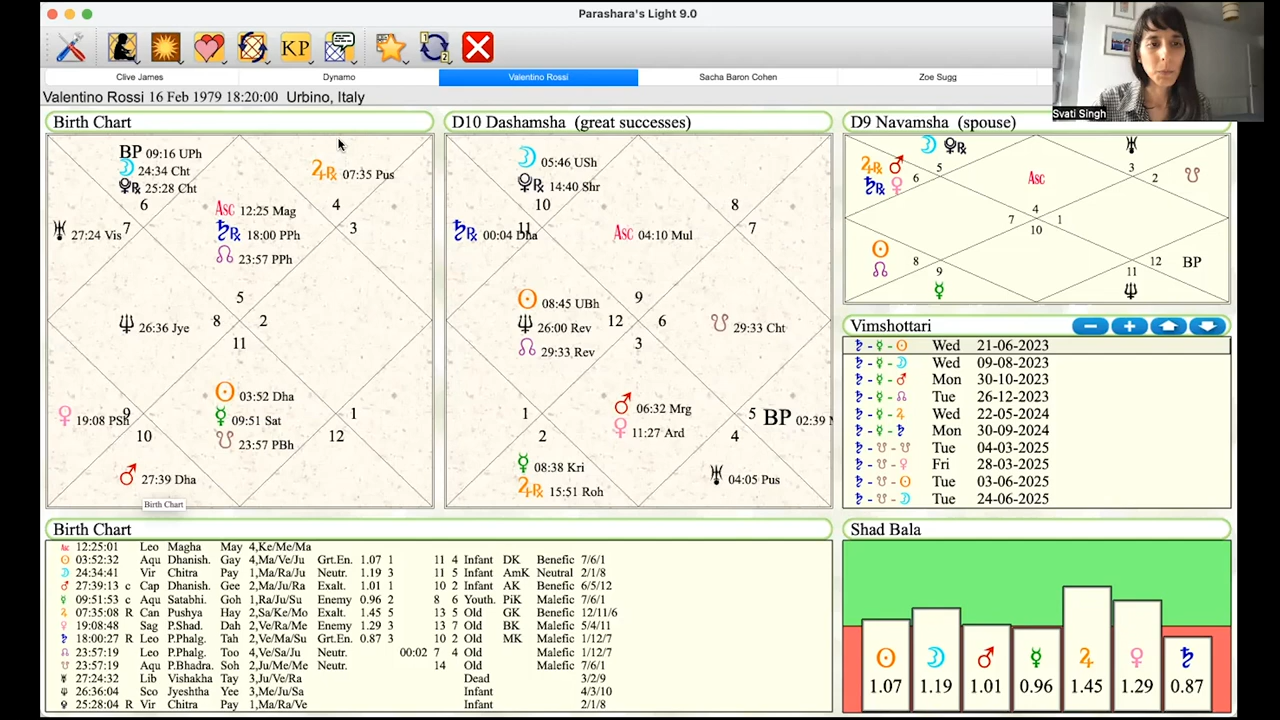 Parashara's Light 9.0
KP
Clive James
Dynamo
Valentino Rossi
Sacha Baron Cohen
Zoe Sugg
Svati Singh
Valentino Rossi 16 Feb 1979 18:20:00 Urbino, Italy
Birth Chart
BP 09:16 UPh
24:34 Cht
25:28 Cht
07:35 Pus
6
4
Asc 12:25 Mag
27:24 Vis
7
18:00 PPh
3
23:57 PPh
5
26:36 Jye
8
2
11
03:52 Dha
19:08 PSh
9
09:51 Sat
1
23:57 PBh
10
12
27:39 Dha
Birth Chart
D10 Dashamsha (great successes)
05:46 USh
14:40 Shr
10
8
00:04 Dha
11
Asc 04:10 Mul
7
9
08:45 UBh
26:00 Rev
12
6
29:33 Cht
29:33 Rev
3
06:32 Mrg
1
11:27 Ard
5
BP 02:39
2
4
08:38 Kri
15:51 Roh
04:05 Pus
D9 Navamsha (spouse)
5
3
6
Asc
2
4
7
1
10
8
12
BP
9
11
Vimshottari
Wed 21-06-2023
Wed 09-08-2023
Mon 30-10-2023
Tue 26-12-2023
Wed 22-05-2024
Mon 30-09-2024
Tue 04-03-2025
Fri 28-03-2025
Tue 03-06-2025
Tue 24-06-2025
Birth Chart
Asc 12:25:01 Leo Magha May 4,Ke/Me/Ma
03:52:32 Aqu Dhanish. Gay 4,Ma/Ve/Ju Grt.En. 1.07 1 11 4 Infant DK Benefic 7/6/1
24:34:41 Vir Chitra Pay 1,Ma/Ra/Ju Neutr. 1.19 3 11 5 Infant AmK Neutral 2/1/8
27:39:13 c Cap Dhanish. Gee 2,Ma/Ju/Ra Exalt. 1.01 1 10 2 Infant AK Benefic 6/5/12
09:51:53 c Aqu Satabhi. Goh 1,Ra/Ju/Su Enemy 0.96 2 8 6 Youth. PiK Malefic 7/6/1
07:35:08 R Can Pushya Hay 2,Sa/Ke/Mo Exalt. 1.45 5 13 5 Old GK Benefic 12/11/6
19:08:48 Sag P.Shad. Dah 2,Ve/Ra/Me Enemy 1.29 3 13 7 Old BK Malefic 5/4/11
18:00:27 R Leo P.Phalg. Tah 2,Ve/Ma/Su Grt.En. 0.87 3 10 2 Old MK Malefic 1/12/7
23:57:19 Leo P.Phalg. Too 4,Ve/Sa/Ju Neutr. 00:02 7 4 Old Malefic 1/12/7
23:57:19 Aqu P.Bhadra. Soh 2,Ju/Me/Me Neutr. 14 Old Malefic 7/6/1
27:24:32 Lib Vishakha Tay 3,Ju/Ve/Ra Dead 3/2/9
26:36:04 Sco Jyeshtha Yee 3,Me/Ju/Sa Infant 4/3/10
25:28:04 R Vir Chitra Pay 1,Ma/Ra/Ve Infant 2/1/8
Shad Bala
1.07 1.19 1.01 0.96 1.45 1.29 0.87